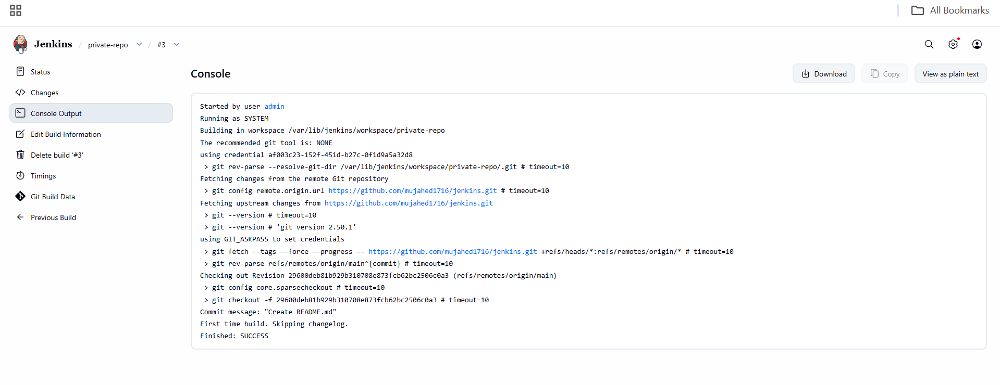 All Bookmarks
Jenkins / private-repo / #3
Status
Changes
Console Output
Edit Build Information
Delete build ‘#3’
Timings
Git Build Data
Previous Build
Console
Download
Copy
View as plain text
Started by user admin
Running as SYSTEM
Building in workspace /var/lib/jenkins/workspace/private-repo
The recommended git tool is: NONE
using credential af003c23-152f-451d-b27c-0f1d9a5a32d8
 > git rev-parse --resolve-git-dir /var/lib/jenkins/workspace/private-repo/.git # timeout=10
Fetching changes from the remote Git repository
 > git config remote.origin.url https://github.com/mujahed1716/jenkins.git # timeout=10
Fetching upstream changes from https://github.com/mujahed1716/jenkins.git
 > git --version # timeout=10
 > git --version # 'git version 2.50.1'
using GIT_ASKPASS to set credentials
 > git fetch --tags --force --progress -- https://github.com/mujahed1716/jenkins.git +refs/heads/*:refs/remotes/origin/* # timeout=10
 > git rev-parse refs/remotes/origin/main^{commit} # timeout=10
Checking out Revision 29600deb81b929b310708e873fcb62bc2506c0a3 (refs/remotes/origin/main)
 > git config core.sparsecheckout # timeout=10
 > git checkout -f 29600deb81b929b310708e873fcb62bc2506c0a3 # timeout=10
Commit message: "Create README.md"
First time build. Skipping changelog.
Finished: SUCCESS